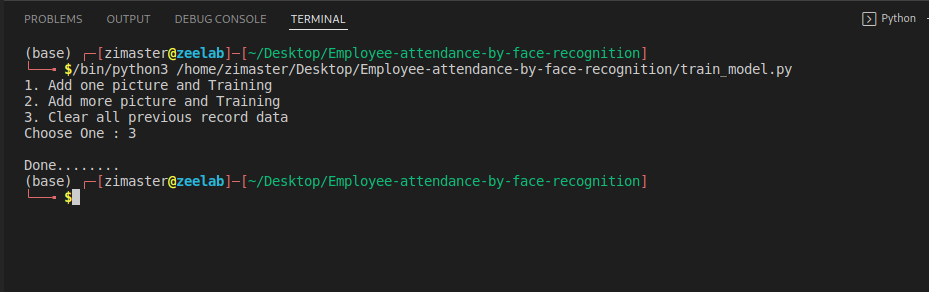 PROBLEMS OUTPUT DEBUG CONSOLE TERMINAL Python
(base) ┌─[zimaster@zeelab]─[~/Desktop/Employee-attendance-by-face-recognition]
└──╼ $/bin/python3 /home/zimaster/Desktop/Employee-attendance-by-face-recognition/train_model.py
1. Add one picture and Training
2. Add more picture and Training
3. Clear all previous record data
Choose One : 3
Done........
(base) ┌─[zimaster@zeelab]─[~/Desktop/Employee-attendance-by-face-recognition]
└──╼ $